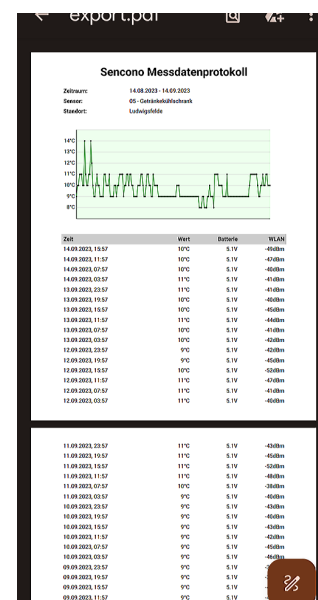 export.pdf
Sencono Messdatenprotokoll
Zeitraum: 14.08.2023 - 14.09.2023
Sensor: 05 - Getränkekühlschrank
Standort: Ludwigsfelde
14°C
13°C
12°C
11°C
10°C
9°C
8°C
Zeit Wert Batterie WLAN
14.09.2023, 15:57 10°C 5.1V -49dBm
14.09.2023, 11:57 10°C 5.1V -47dBm
14.09.2023, 07:57 10°C 5.1V -40dBm
14.09.2023, 03:57 11°C 5.1V -41dBm
13.09.2023, 23:57 11°C 5.1V -41dBm
13.09.2023, 19:57 10°C 5.1V -40dBm
13.09.2023, 15:57 10°C 5.1V -45dBm
13.09.2023, 11:57 11°C 5.1V -44dBm
13.09.2023, 07:57 10°C 5.1V -41dBm
13.09.2023, 03:57 10°C 5.1V -42dBm
12.09.2023, 23:57 9°C 5.1V -42dBm
12.09.2023, 19:57 9°C 5.1V -45dBm
12.09.2023, 15:57 10°C 5.1V -52dBm
12.09.2023, 11:57 11°C 5.1V -47dBm
12.09.2023, 07:57 11°C 5.1V -41dBm
12.09.2023, 03:57 11°C 5.1V -40dBm
11.09.2023, 23:57 11°C 5.1V -43dBm
11.09.2023, 19:57 11°C 5.1V -45dBm
11.09.2023, 15:57 11°C 5.1V -52dBm
11.09.2023, 11:57 11°C 5.1V -48dBm
11.09.2023, 07:57 10°C 5.1V -38dBm
11.09.2023, 03:57 10°C 5.1V -40dBm
10.09.2023, 23:57 9°C 5.1V -43dBm
10.09.2023, 19:57 9°C 5.1V -40dBm
10.09.2023, 15:57 9°C 5.1V -43dBm
10.09.2023, 11:57 9°C 5.1V -42dBm
10.09.2023, 07:57 9°C 5.1V -45dBm
10.09.2023, 03:57 9°C 5.1V -46dBm
09.09.2023, 23:57 9°C 5.1V
09.09.2023, 19:57 9°C 5.1V
09.09.2023, 15:57 9°C 5.1V
09.09.2023, 11:57 9°C 5.1V